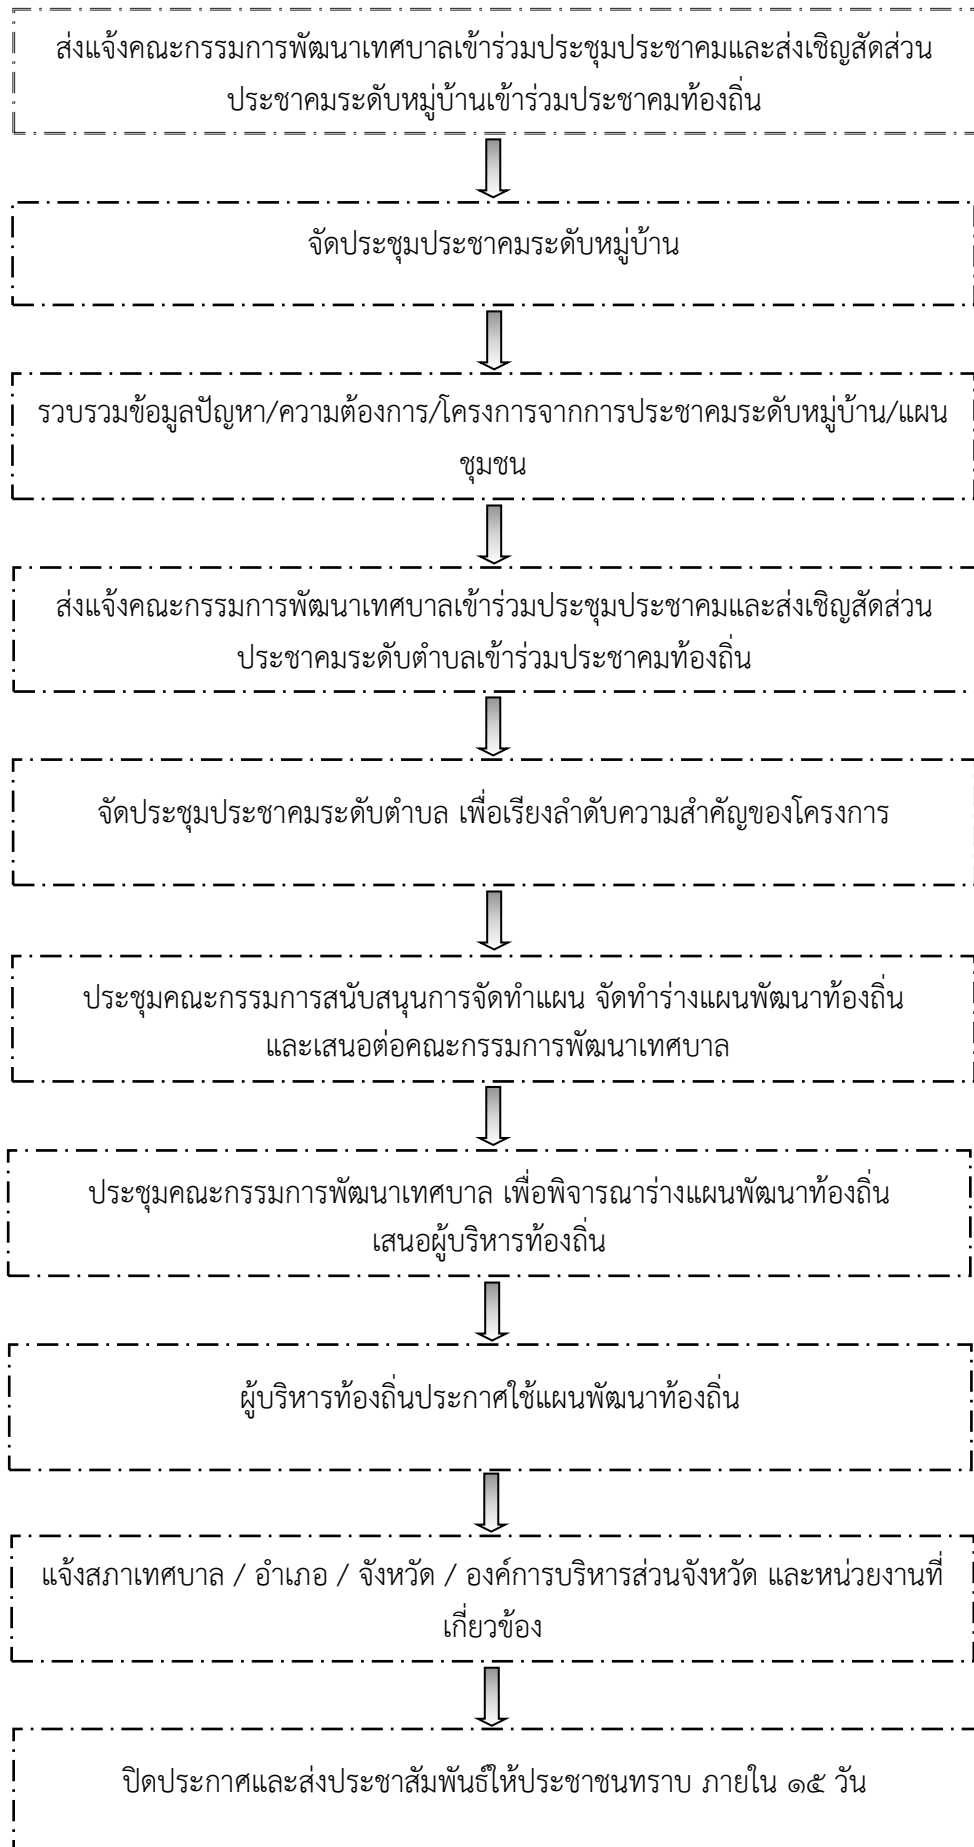 ส่งแจ้งคณะกรรมการพัฒนาเทศบาลเข้าร่วมประชุมประชาคมและส่งเชิญสัดส่วน
ประชาคมระดับหมู่บ้านเข้าร่วมประชาคมท้องถิ่น
จัดประชุมประชาคมระดับหมู่บ้าน
รวบรวมข้อมูลปัญหา/ความต้องการ/โครงการจากการประชาคมระดับหมู่บ้าน/แผน
ชุมชน
ส่งแจ้งคณะกรรมการพัฒนาเทศบาลเข้าร่วมประชุมประชาคมและส่งเชิญสัดส่วน
ประชาคมระดับตำบลเข้าร่วมประชาคมท้องถิ่น
จัดประชุมประชาคมระดับตำบล เพื่อเรียงลำดับความสำคัญของโครงการ
ประชุมคณะกรรมการสนับสนุนการจัดทำแผน จัดทำร่างแผนพัฒนาท้องถิ่น
และเสนอต่อคณะกรรมการพัฒนาเทศบาล
ประชุมคณะกรรมการพัฒนาเทศบาล เพื่อพิจารณาร่างแผนพัฒนาท้องถิ่น
เสนอผู้บริหารท้องถิ่น
ผู้บริหารท้องถิ่นประกาศใช้แผนพัฒนาท้องถิ่น
แจ้งสภาเทศบาล / อำเภอ / จังหวัด / องค์การบริหารส่วนจังหวัด และหน่วยงานที่
เกี่ยวข้อง
ปิดประกาศและส่งประชาสัมพันธ์ให้ประชาชนทราบ ภายใน ๑๕ วัน